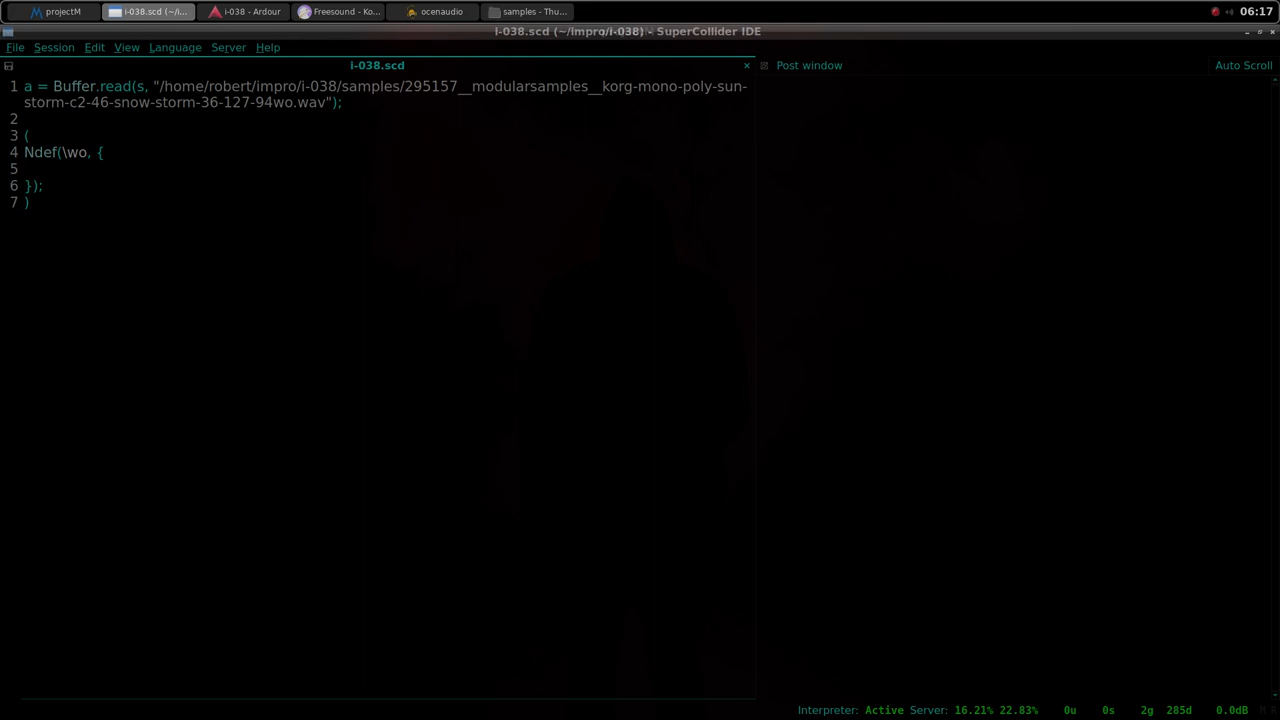 projectM
i-038.scd (~/i...
i-038 - Ardour
Freesound - Ko...
ocenaudio
samples - Thu...
06:17
i-038.scd (~/impro/i-038) - SuperCollider IDE
File Session Edit View Language Server Help
i-038.scd
Post window
Auto Scroll
1 a = Buffer.read(s, "/home/robert/impro/i-038/samples/295157__modularsamples__korg-mono-poly-sun-
storm-c2-46-snow-storm-36-127-94wo.wav");
2
3 (
4 Ndef(\wo, {
5
6 });
7 )
Interpreter: Active Server: 16.21% 22.83% 0u 0s 2g 285d 0.0dB M R